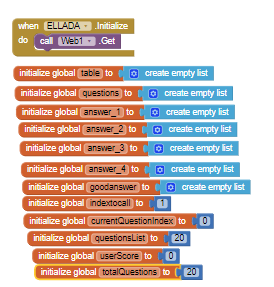 when ELLADA .Initialize
do call Web1 .Get
initialize global table to create empty list
initialize global questions to create empty list
initialize global answer_1 to create empty list
initialize global answer_2 to create empty list
initialize global answer_3 to create empty list
initialize global answer_4 to create empty list
initialize global goodanswer to create empty list
initialize global indextocall to 1
initialize global currentQuestionIndex to 0
initialize global questionsList to 20
initialize global userScore to 0
initialize global totalQuestions to 20